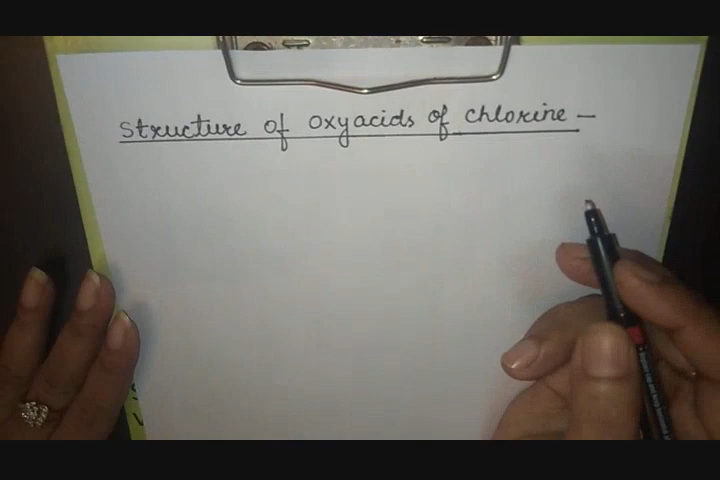 Structure of oxyacids of chlorine -